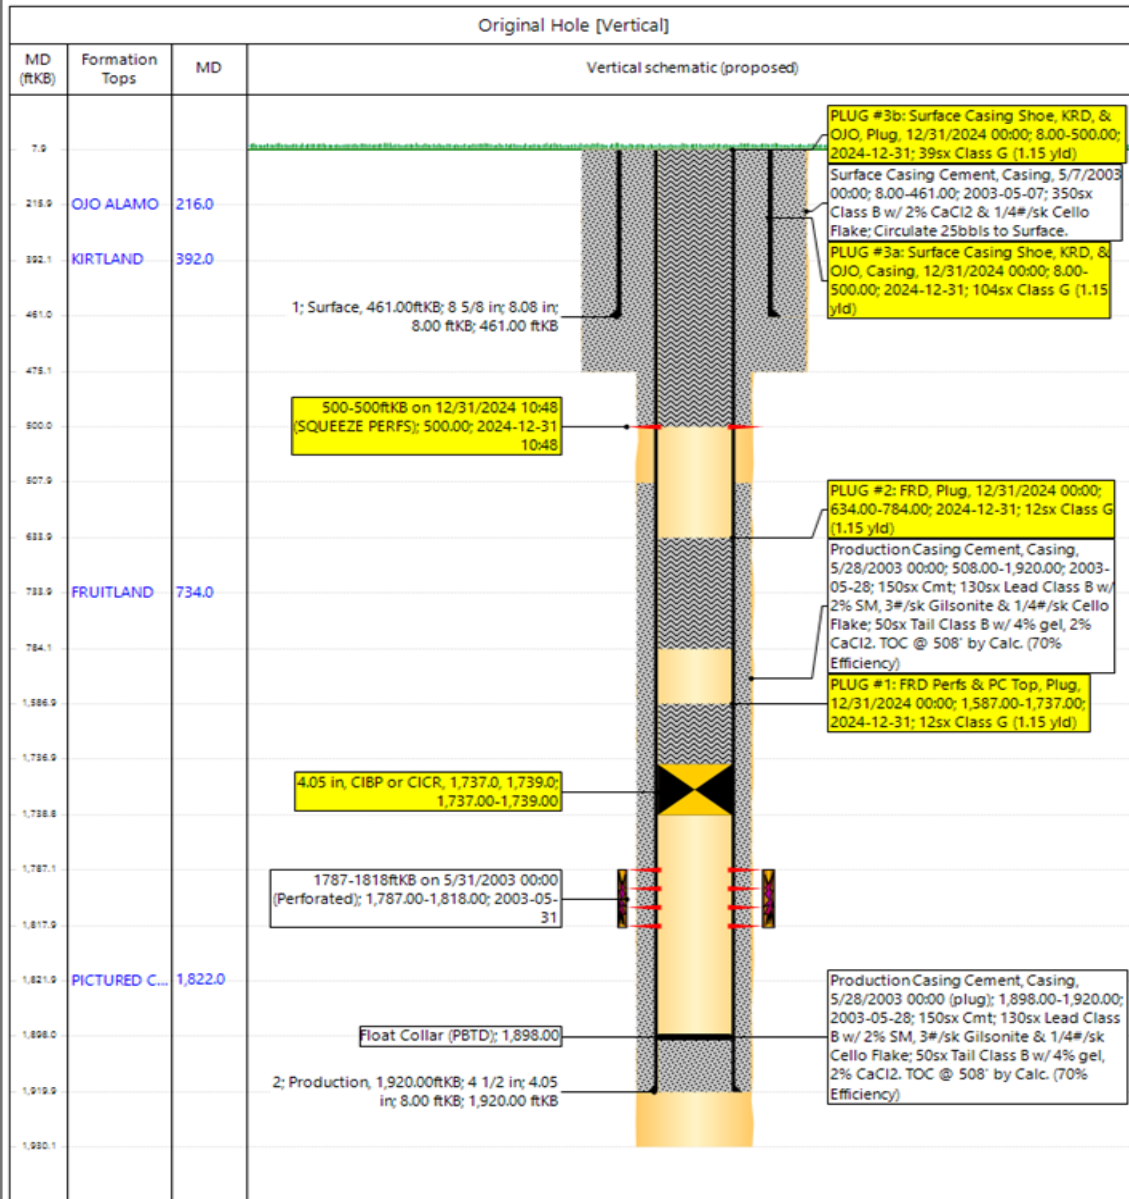 Original Hole [Vertical]
MD
(ftKB)
Formation
Tops
MD
Vertical schematic (proposed)
7.9
OJO ALAMO
216.0
392.1
KIRTLAND
392.0
461.0
475.1
500.0
507.9
FRUITLAND
734.0
784.1
1,586.9
1,787.1
1,817.9
1,821.9
PICTURED C...
1,822.0
1,898.0
1,919.9
1; Surface, 461.00ftKB; 8 5/8 in; 8.08 in;
8.00 ftKB; 461.00 ftKB
500-500ftKB on 12/31/2024 10:48
(SQUEEZE PERFS); 500.00; 2024-12-31
10:48
4.05 in, CIBP or CICR, 1,737.0, 1,739.0;
1,737.00-1,739.00
1787-1818ftKB on 5/31/2003 00:00
(Perforated); 1,787.00-1,818.00; 2003-05-
31
Float Collar (PBTD); 1,898.00
2; Production, 1,920.00ftKB; 4 1/2 in; 4.05
in; 8.00 ftKB; 1,920.00 ftKB
PLUG #3b: Surface Casing Shoe, KRD, &
OJO, Plug, 12/31/2024 00:00; 8.00-500.00;
2024-12-31; 39sx Class G (1.15 yld)
Surface Casing Cement, Casing, 5/7/2003
00:00; 8.00-461.00; 2003-05-07; 350sx
Class B w/ 2% CaCl2 & 1/4#/sk Cello
Flake; Circulate 25bbls to Surface.
PLUG #3a: Surface Casing Shoe, KRD, &
OJO, Casing, 12/31/2024 00:00; 8.00-
500.00; 2024-12-31; 104sx Class G (1.15
yld)
PLUG #2: FRD, Plug, 12/31/2024 00:00;
634.00-784.00; 2024-12-31; 12sx Class G
(1.15 yld)
Production Casing Cement, Casing,
5/28/2003 00:00; 508.00-1,920.00; 2003-
05-28; 150sx Cmt; 130sx Lead Class B w/
2% SM, 3#/sk Gilsonite & 1/4#/sk Cello
Flake; 50sx Tail Class B w/ 4% gel, 2%
CaCl2. TOC @ 508' by Calc. (70%
Efficiency)
PLUG #1: FRD Perfs & PC Top, Plug,
12/31/2024 00:00; 1,587.00-1,737.00;
2024-12-31; 12sx Class G (1.15 yld)
Production Casing Cement, Casing,
5/28/2003 00:00 (plug); 1,898.00-1,920.00;
2003-05-28; 150sx Cmt; 130sx Lead Class
B w/ 2% SM, 3#/sk Gilsonite & 1/4#/sk
Cello Flake; 50sx Tail Class B w/ 4% gel,
2% CaCl2. TOC @ 508' by Calc. (70%
Efficiency)